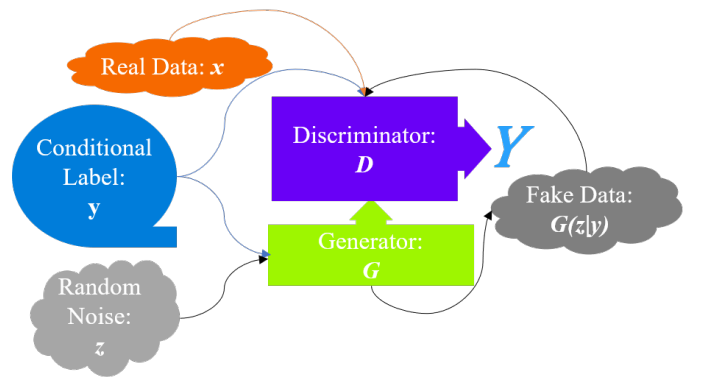 Real Data: x
Conditional
Label:
y
Random
Noise:
z
Discriminator:
D
Y
Generator:
G
Fake Data:
G(z|y)